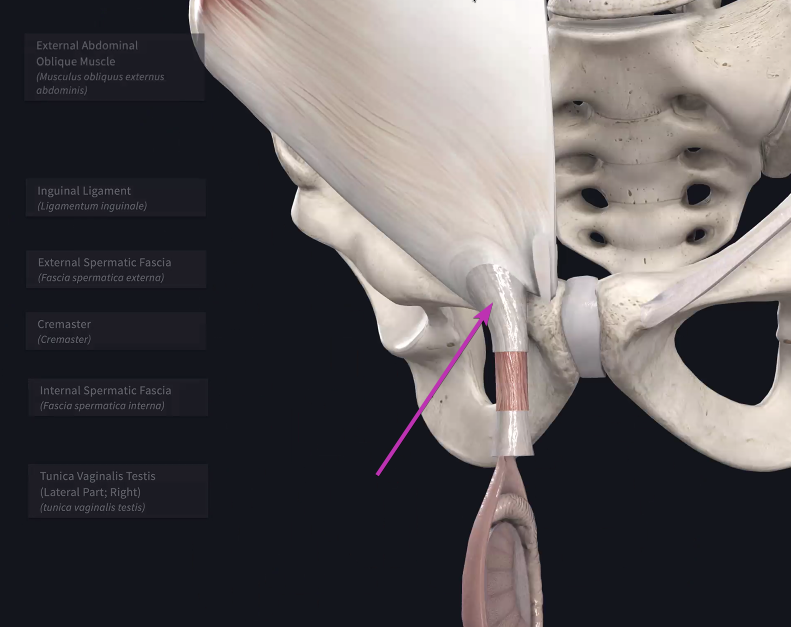 External Abdominal
Oblique Muscle
(Musculus obliquus externus
abdominis)
Inguinal Ligament
(Ligamentum inguinale)
External Spermatic Fascia
(Fascia spermatica externa)
Cremaster
(Cremaster)
Internal Spermatic Fascia
(Fascia spermatica interna)
Tunica Vaginalis Testis
(Lateral Part; Right)
(tunica vaginalis testis)